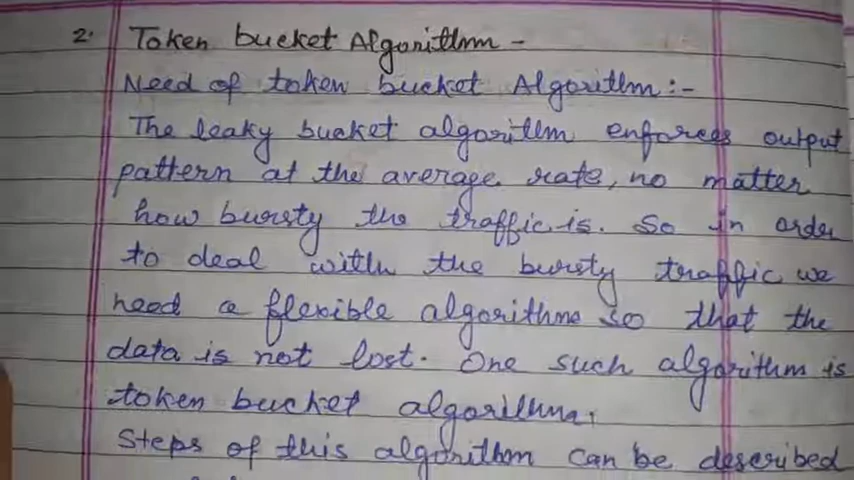 2. Token bucket Algorithm -
Need of token bucket Algorithm :-
The leaky bucket algorithm enforces output
pattern at the average rate, no matter
how bursty the traffic is. So in order
to deal with the bursty traffic we
need a flexible algorithm so that the
data is not lost. One such algorithm is
token bucket algorithm.
Steps of this algorithm can be described